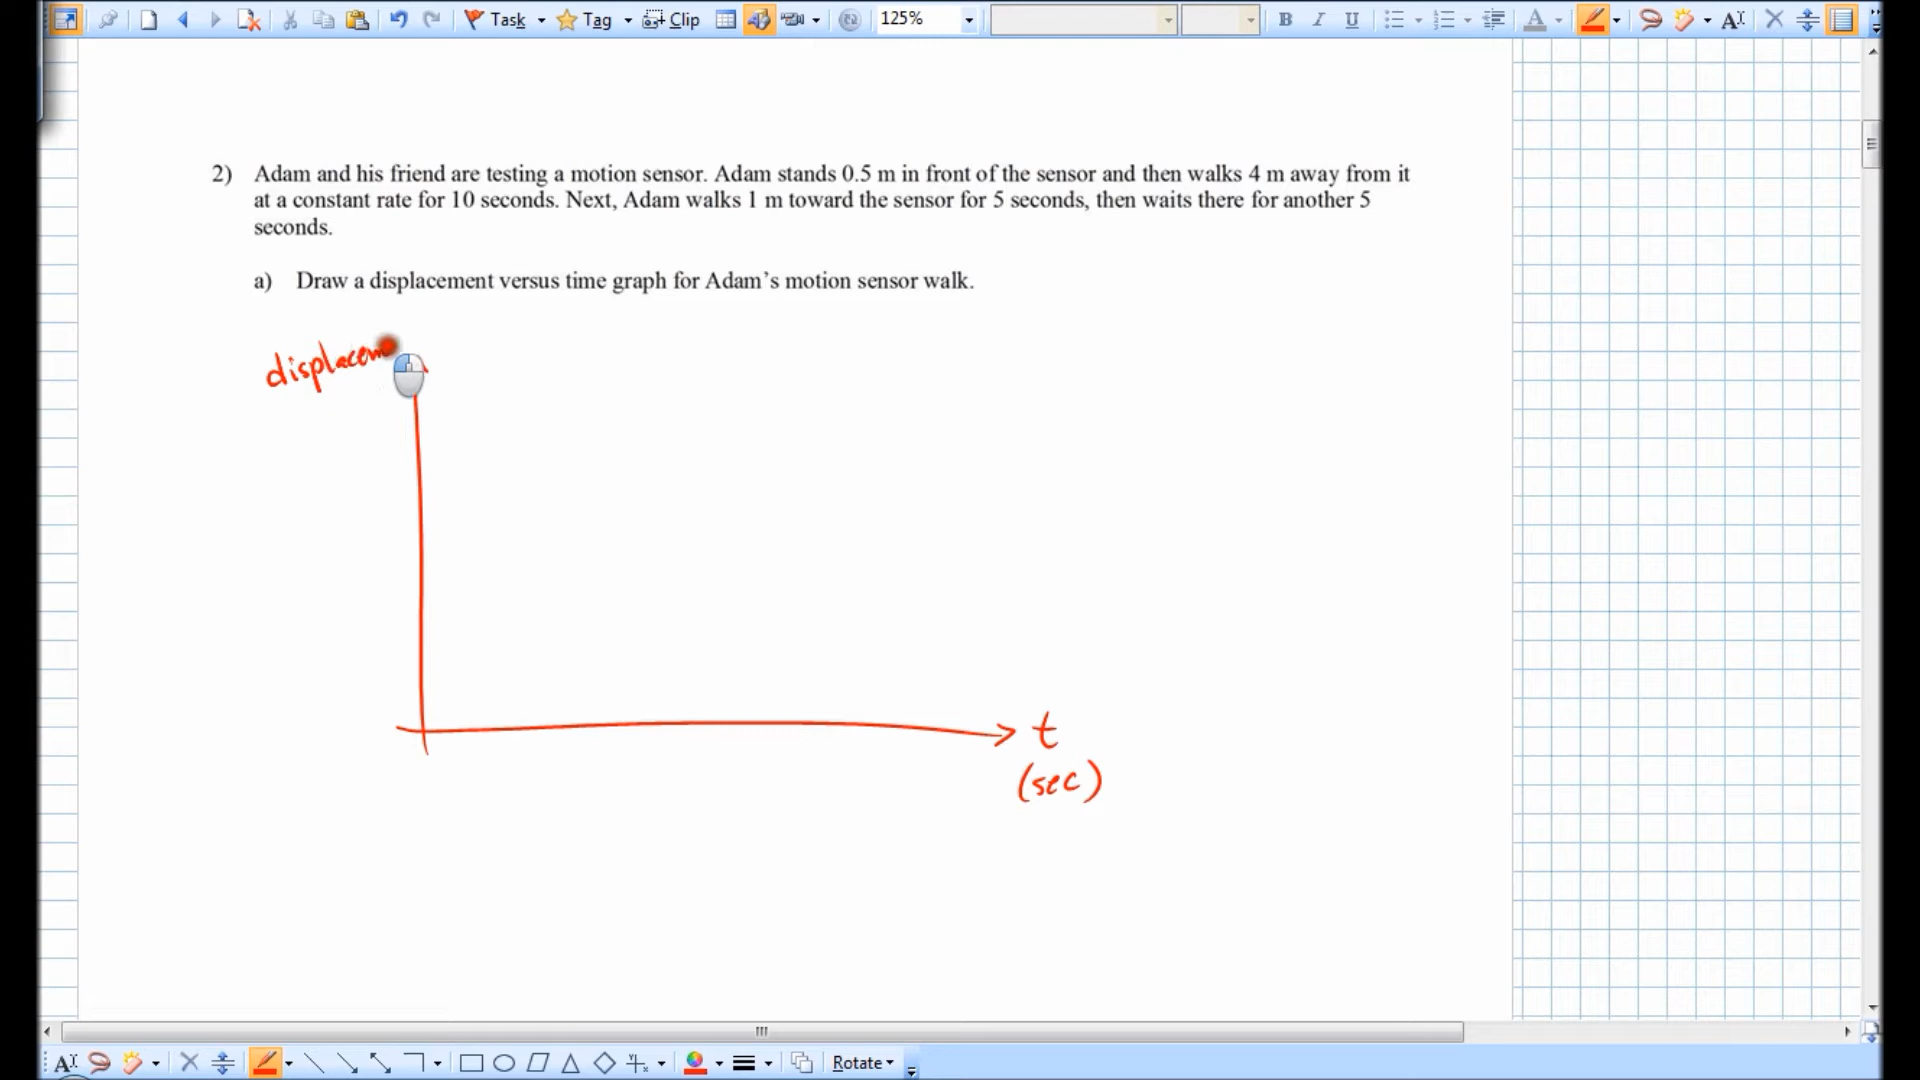 Task Tag Clip 125% B I U A
2) Adam and his friend are testing a motion sensor. Adam stands 0.5 m in front of the sensor and then walks 4 m away from it
at a constant rate for 10 seconds. Next, Adam walks 1 m toward the sensor for 5 seconds, then waits there for another 5
seconds.
a) Draw a displacement versus time graph for Adam’s motion sensor walk.
displacem
t
(sec)
Rotate